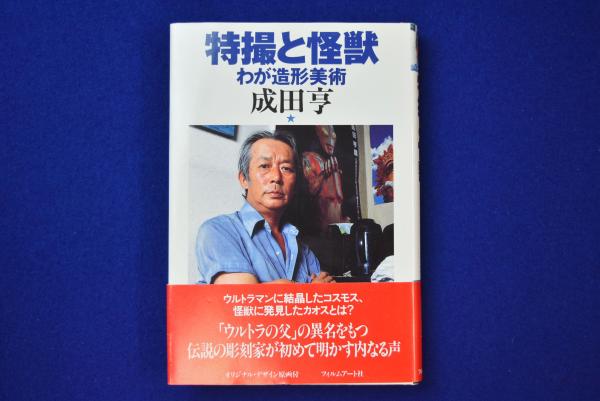 特撮と怪獣
わが造形美術
成田亨
ウルトラマンに結晶したコスモス、
怪獣に発見したカオスとは?
「ウルトラの父」の異名をもつ
伝説の彫刻家が初めて明かす内なる声
オリジナル・デザイン原画付 フィルムアート社